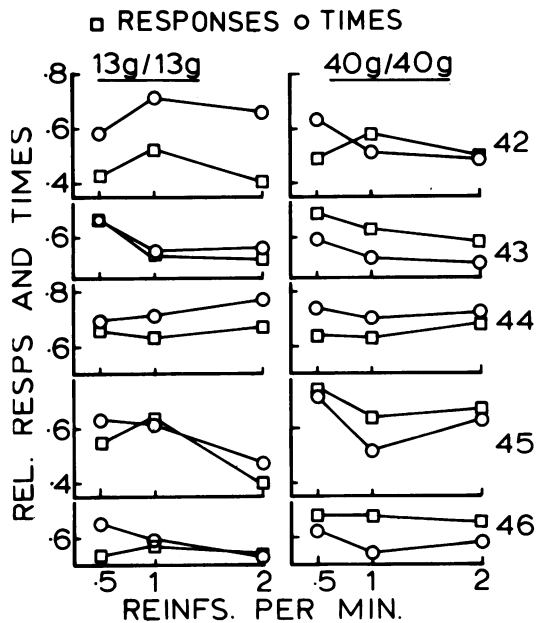 RESPONSES TIMES
13g/13g 40g/40g
.8
.6
.4
42
.6
43
.8
.6
44
.6
.4
45
.6
46
.5 1 2 .5 1 2
REINFS. PER MIN.
REL. RESPS AND TIMES